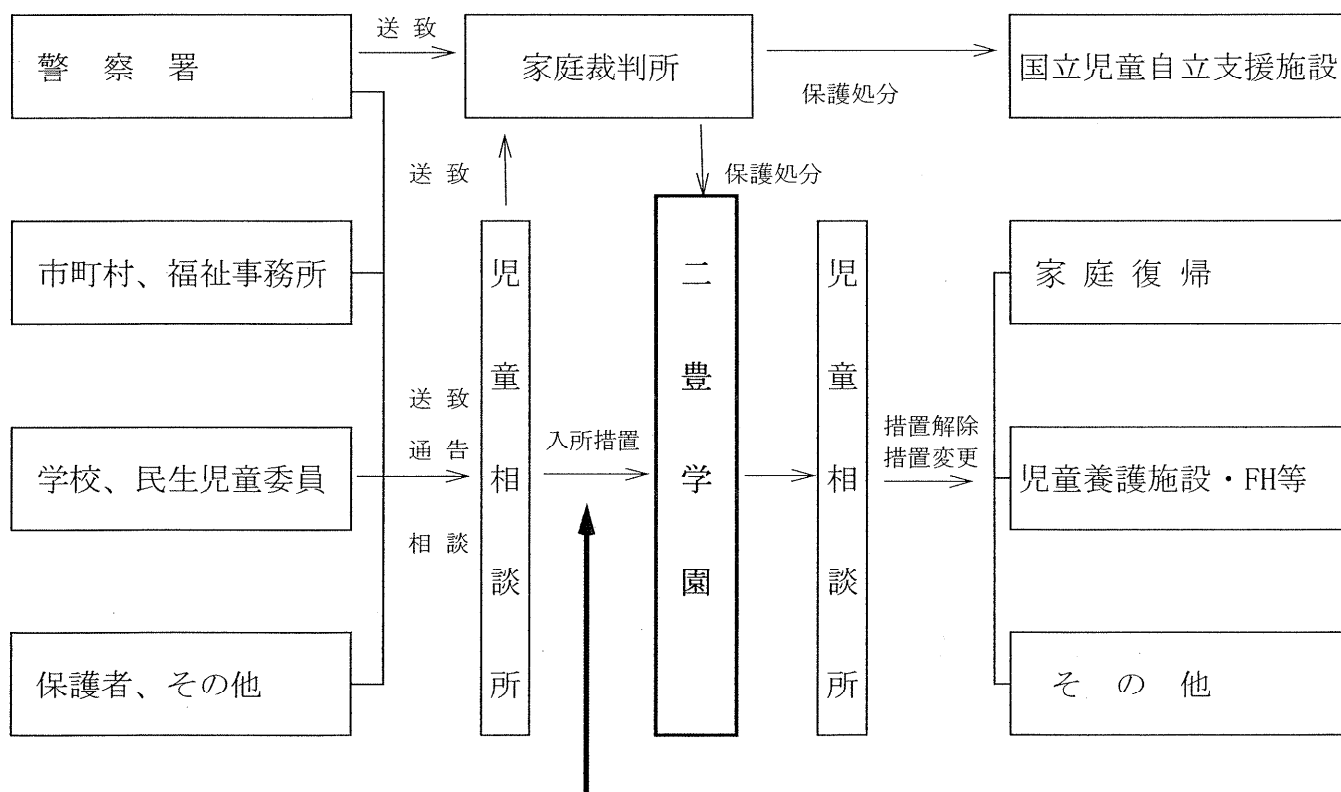 警察署
送致
家庭裁判所
保護処分
国立児童自立支援施設
送致
保護処分
市町村、福祉事務所
学校、民生児童委員
保護者、その他
送致
通告
相談
児童相談所
入所措置
二豊学園
児童相談所
措置解除
措置変更
家庭復帰
児童養護施設・FH等
その他